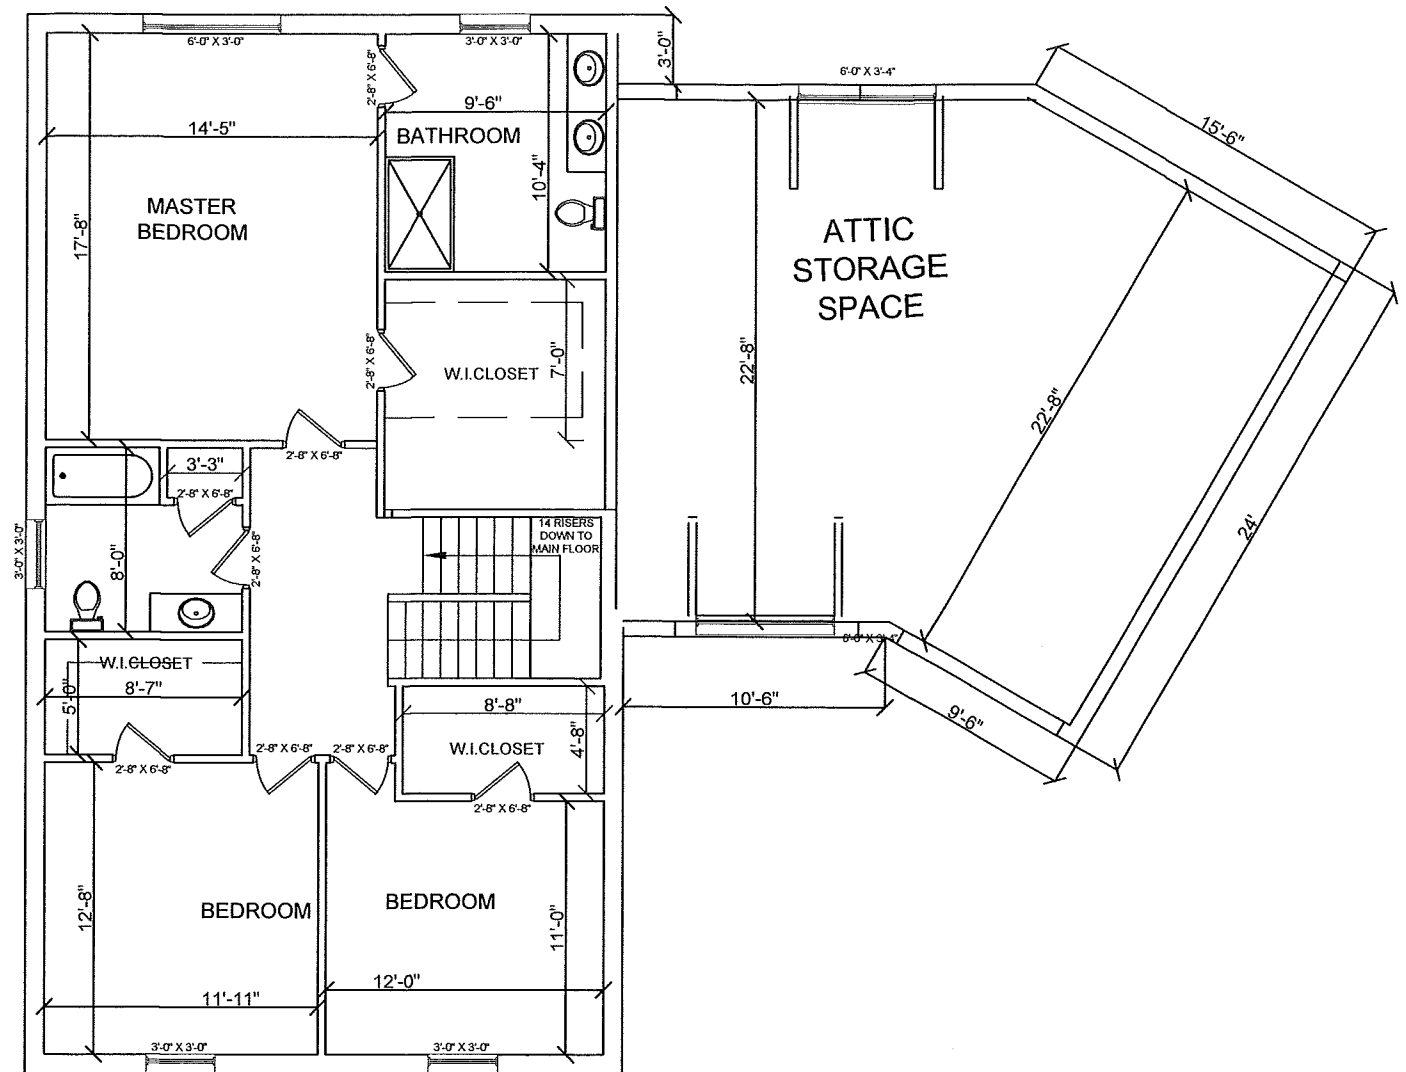 6'-0" X 3'-0"
3'-0" X 3'-0"
3'-0"
6'-0" X 3'-4"
2'-8" X 6'-8"
9'-6"
14'-5"
BATHROOM
15'-6"
10'-4"
MASTER
BEDROOM
17'-8"
ATTIC
STORAGE
SPACE
2'-8" X 6'-8"
W.I.CLOSET
7'-0"
22'-8"
22'-8"
2'-8" X 6'-8"
3'-3"
2'-8" X 6'-8"
3'-0" X 3'-0"
8'-0"
2'-8" X 6'-8"
14 RISERS
DOWN TO
MAIN FLOOR
24'
6'-0" X 3'-4"
W.I.CLOSET
8'-7"
5'-0"
8'-8"
10'-6"
9'-6"
2'-8" X 6'-8"
2'-8" X 6'-8"
W.I.CLOSET
4'-8"
2'-8" X 6'-8"
2'-8" X 6'-8"
12'-8"
BEDROOM
BEDROOM
11'-0"
12'-0"
11'-11"
3'-0" X 3'-0"
3'-0" X 3'-0"